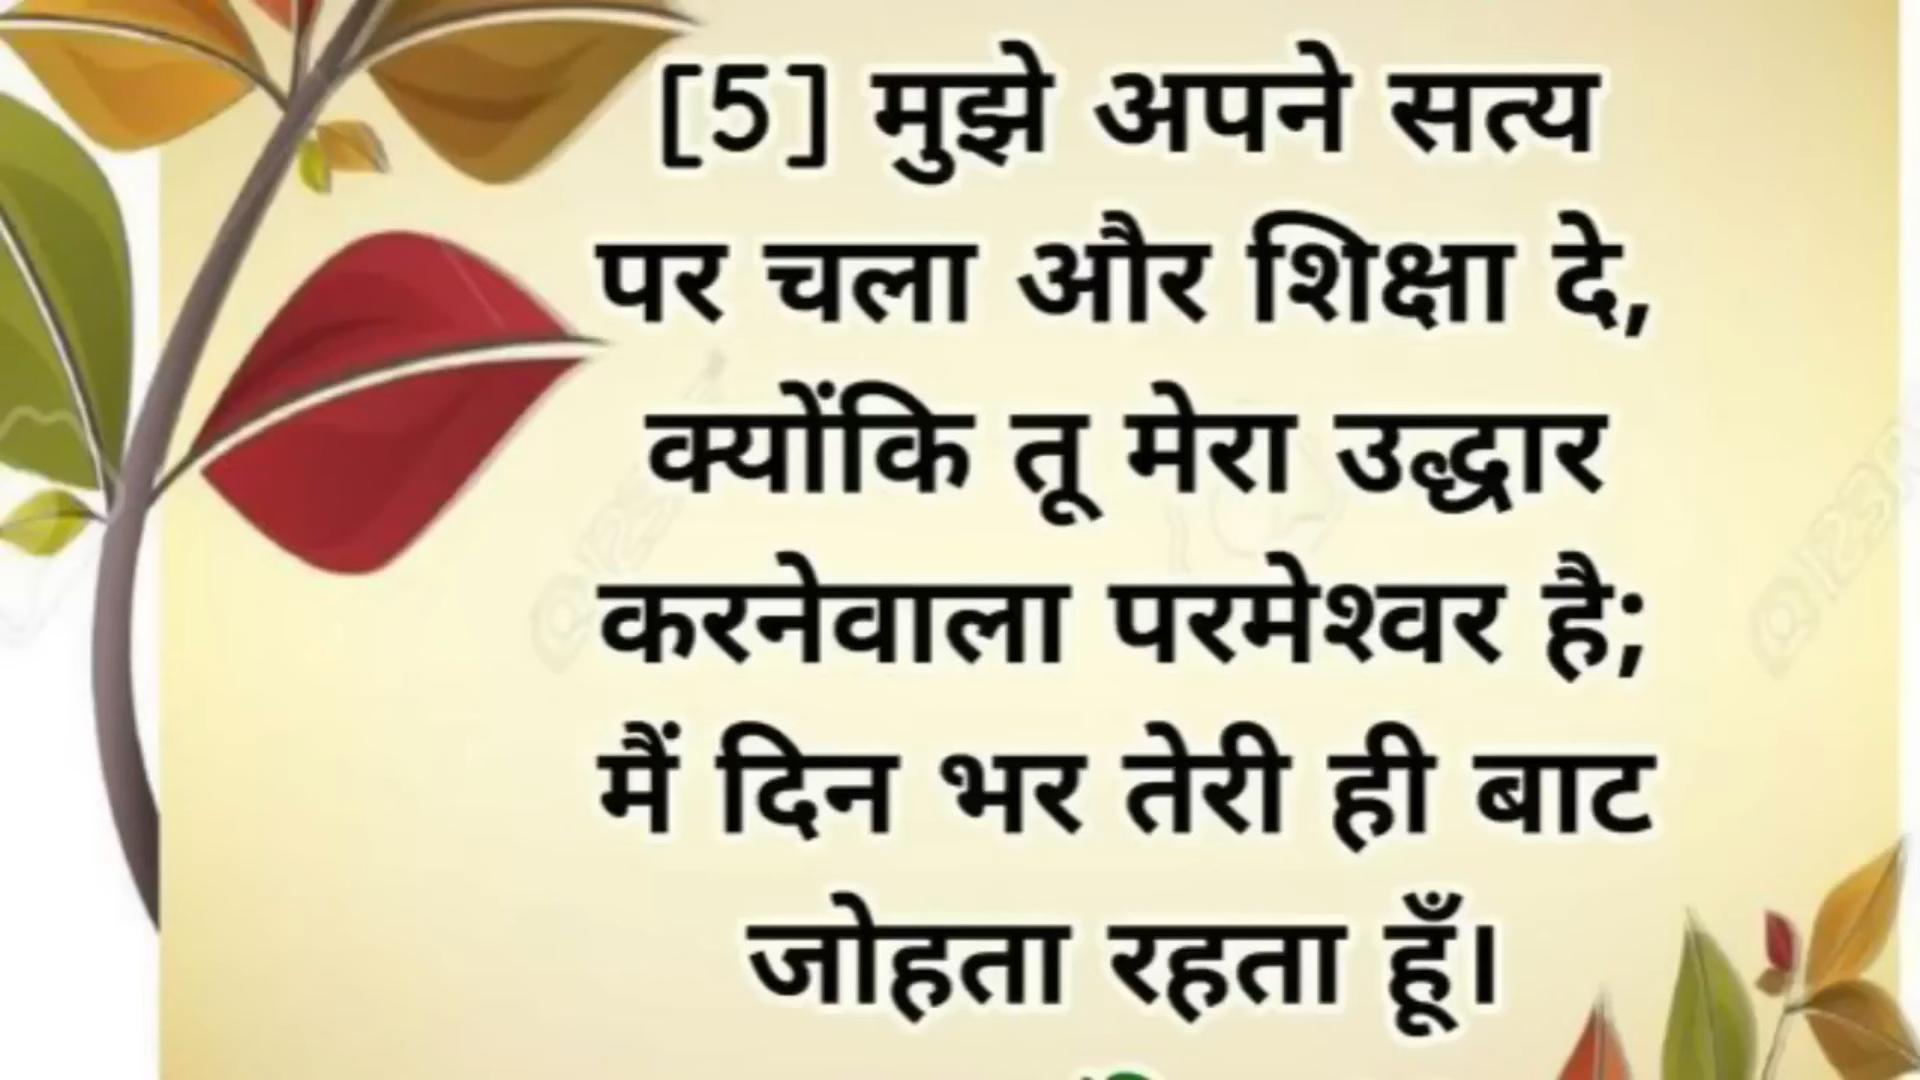 [5] मुझे अपने सत्य
पर चला और शिक्षा दे,
क्योंकि तू मेरा उद्धार
करनेवाला परमेश्वर है;
मैं दिन भर तेरी ही बाट
जोहता रहता हूँ।